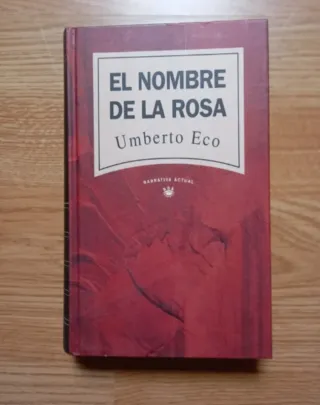 EL NOMBRE
DE LA ROSA
Umberto Eco
NARRATIVA ACTUAL